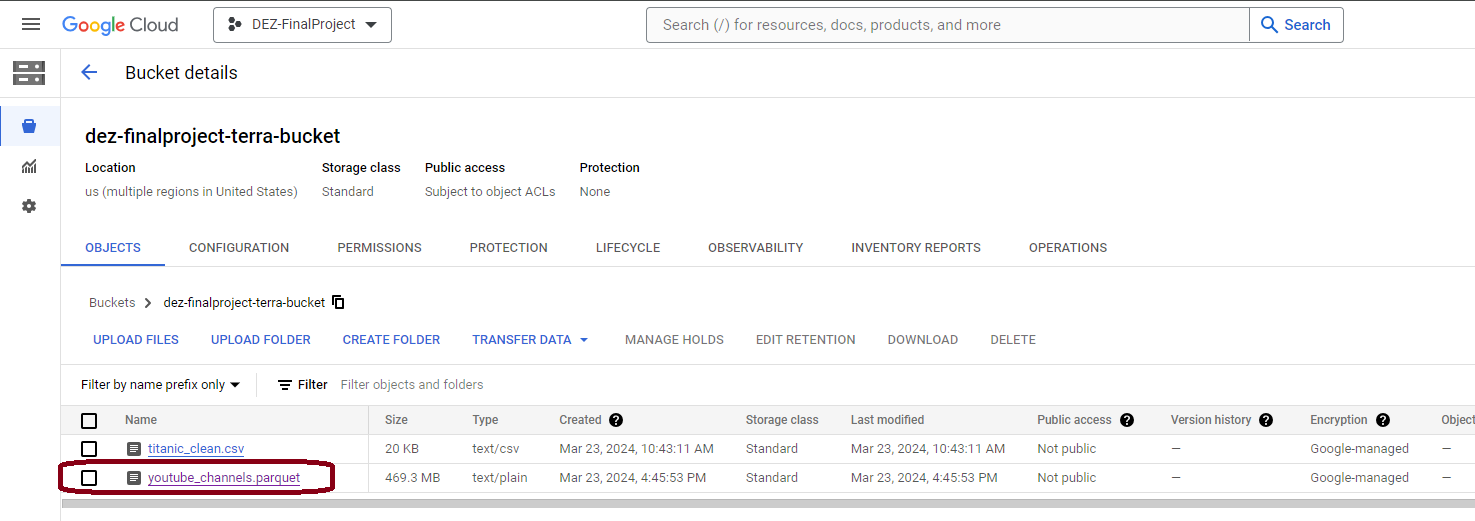 Google Cloud DEZ-FinalProject Search (/) for resources, docs, products, and more Search
Bucket details
dez-finalproject-terra-bucket
Location Storage class Public access Protection
us (multiple regions in United States) Standard Subject to object ACLs None
OBJECTS CONFIGURATION PERMISSIONS PROTECTION LIFECYCLE OBSERVABILITY INVENTORY REPORTS OPERATIONS
Buckets > dez-finalproject-terra-bucket
UPLOAD FILES UPLOAD FOLDER CREATE FOLDER TRANSFER DATA MANAGE HOLDS EDIT RETENTION DOWNLOAD DELETE
Filter by name prefix only Filter Filter objects and folders
Name Size Type Created ? Storage class Last modified Public access ? Version history ? Encryption ? Object
titanic_clean.csv 20 KB text/csv Mar 23, 2024, 10:43:11 AM Standard Mar 23, 2024, 10:43:11 AM Not public — Google-managed —
youtube_channels.parquet 469.3 MB text/plain Mar 23, 2024, 4:45:53 PM Standard Mar 23, 2024, 4:45:53 PM Not public — Google-managed —